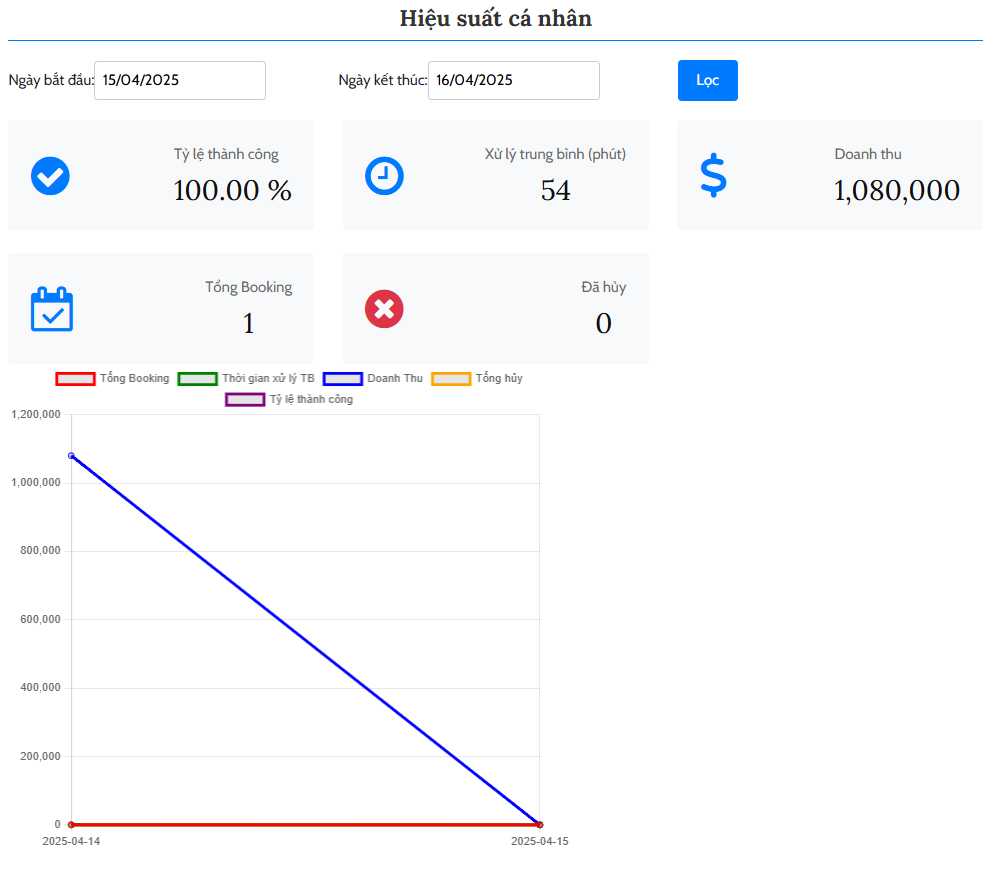 Hiệu suất cá nhân
Ngày bắt đầu: 15/04/2025 Ngày kết thúc: 16/04/2025 Lọc
Tỷ lệ thành công
100.00 %
Xử lý trung bình (phút)
54
Doanh thu
1,080,000
Tổng Booking
1
Đã hủy
0
Tổng Booking Thời gian xử lý TB Doanh Thu Tổng hủy
Tỷ lệ thành công
1,200,000
1,000,000
800,000
600,000
400,000
200,000
0
2025-04-14 2025-04-15